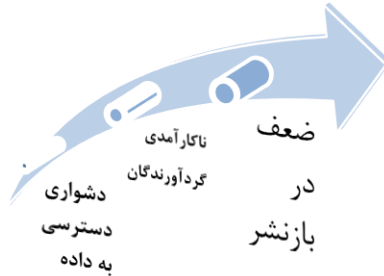 ضعف
در
بازنشر
ناکارآمدی
گردآورندگان
دشواری
دسترسی
به داده